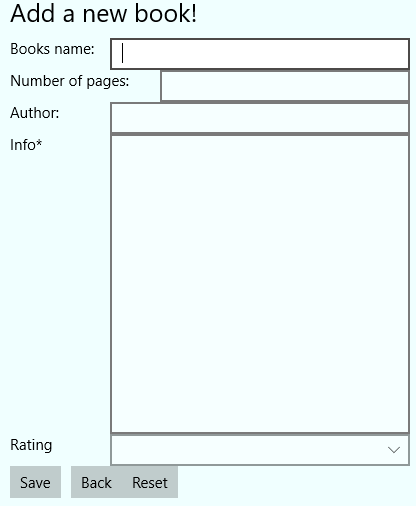 Add a new book!
Books name:
Number of pages:
Author:
Info*
Rating
Save Back Reset